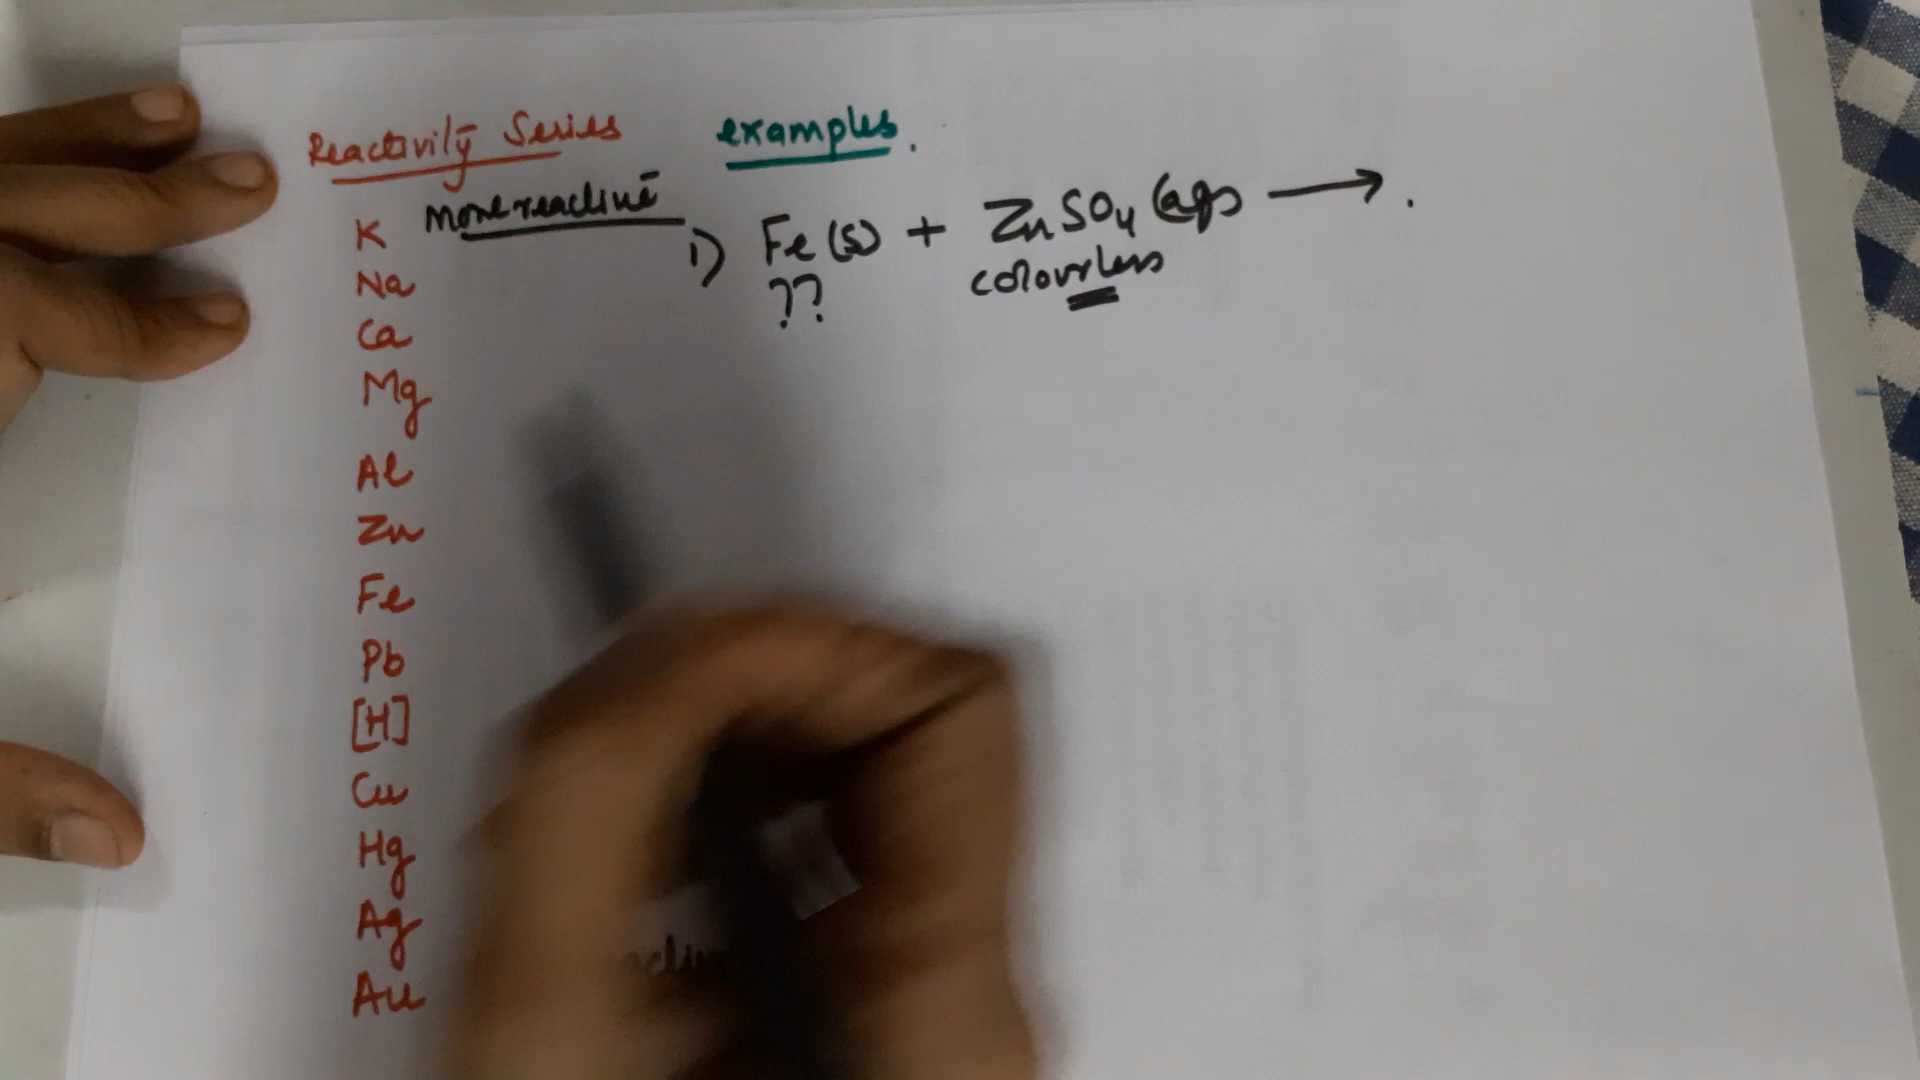 Reactivity Series
examples.
More reactive
1) Fe (s) + ZnSO4 (aq) ⟶ .
?? colourless
K
Na
Ca
Mg
Al
Zn
Fe
Pb
[H]
Cu
Hg
Ag
Au